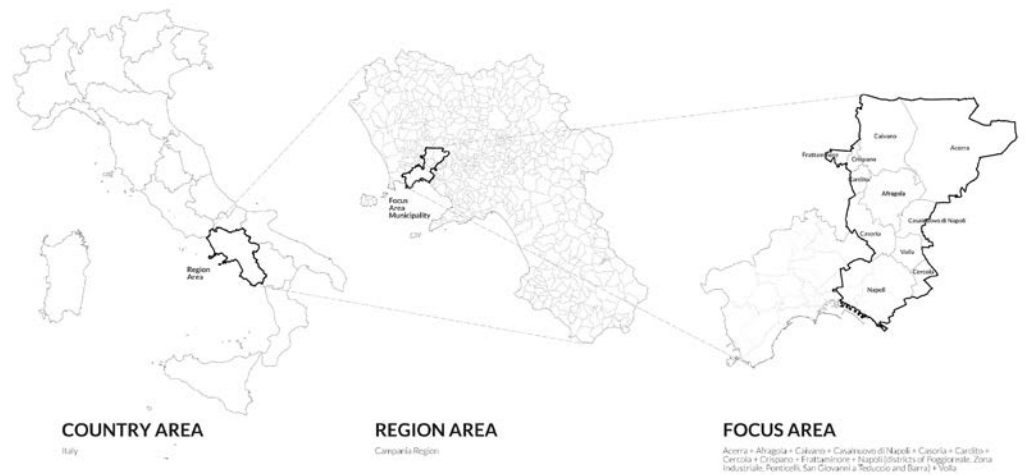 Caivano
Acerra
Frattaminore
Crispano
Cardito
Afragola
Focus
Area
Municipality
Casalnuovo di Napoli
Casoria
Volla
Region
Area
Cercola
Napoli
COUNTRY AREA
Italy
REGION AREA
Campania Region
FOCUS AREA
Acerra + Afragola + Caivano + Casalnuovo di Napoli + Casoria + Cardito +
Cercola + Crispano + Frattaminore + Napoli [districts of Poggioreale, Zona
Industriale, Ponticelli, San Giovanni a Teduccio and Barra] + Volla